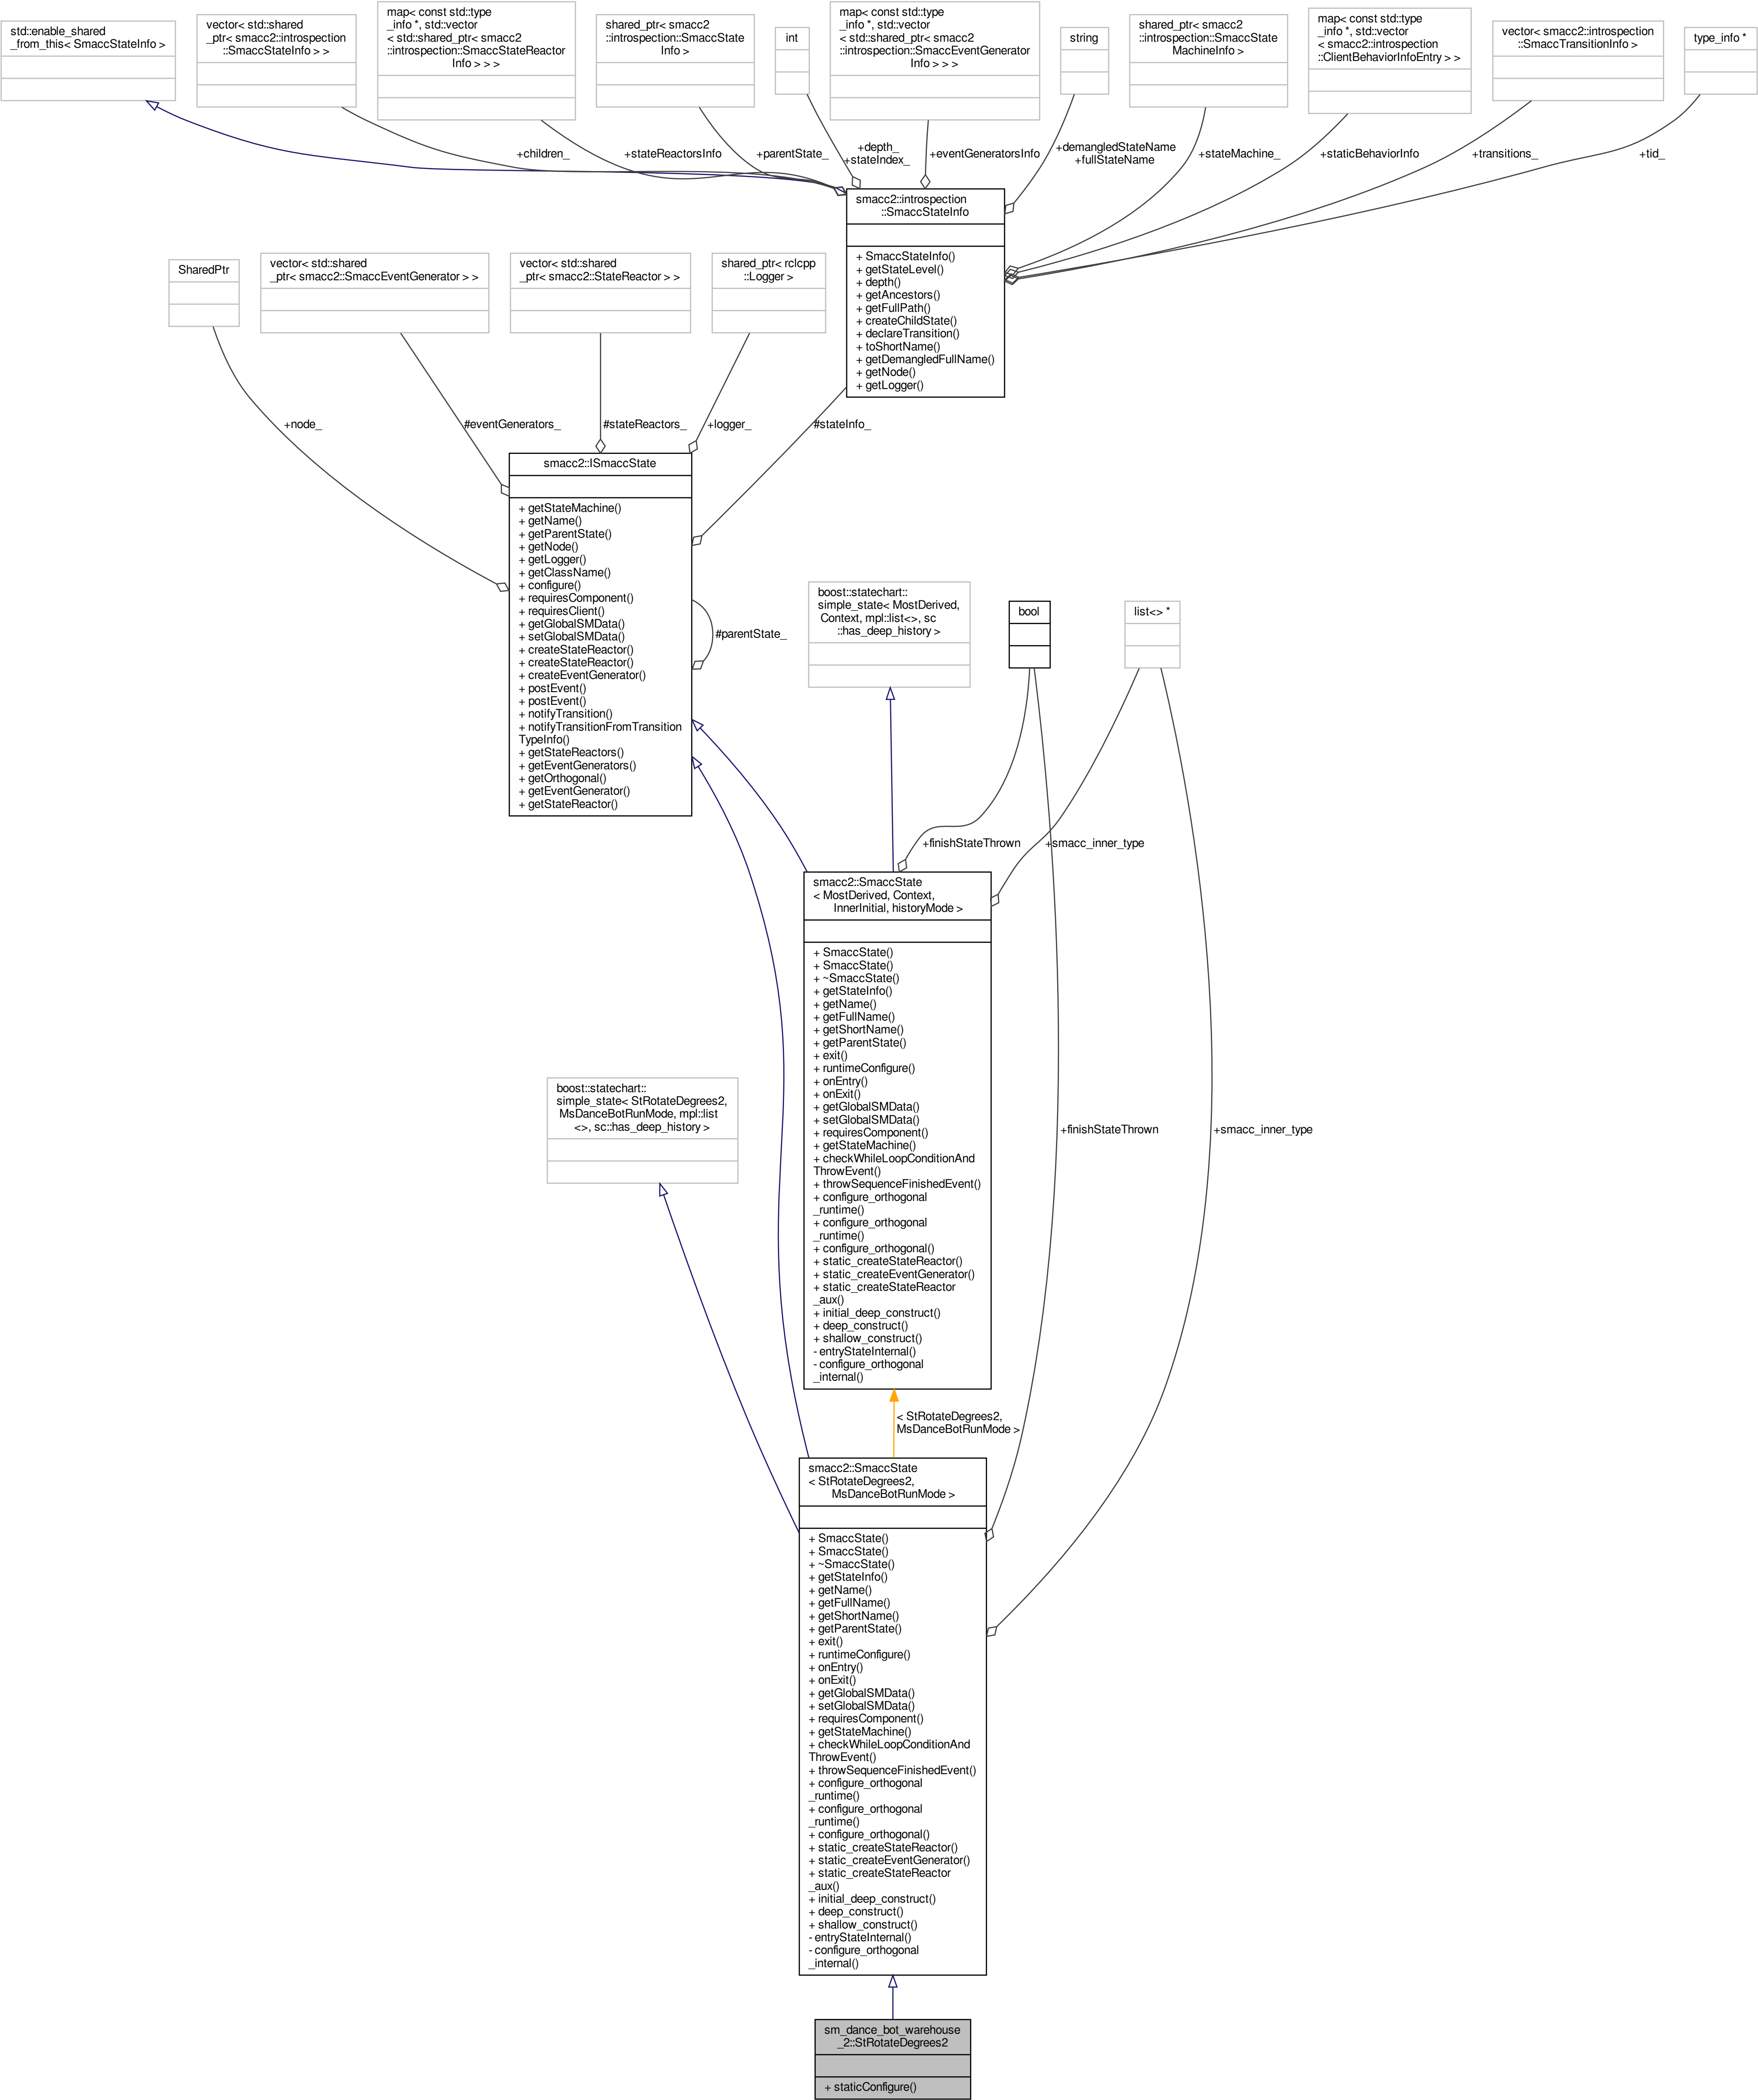 std::enable_shared
_from_this< SmaccStateInfo >
vector< std::shared
_ptr< smacc2::introspection
::SmaccStateInfo > >
map< const std::type
_info *, std::vector
< std::shared_ptr< smacc2
::introspection::SmaccStateReactor
Info > > >
shared_ptr< smacc2
::introspection::SmaccState
Info >
int
map< const std::type
_info *, std::vector
< std::shared_ptr< smacc2
::introspection::SmaccEventGenerator
Info > > >
string
shared_ptr< smacc2
::introspection::SmaccState
MachineInfo >
map< const std::type
_info *, std::vector
< smacc2::introspection
::ClientBehaviorInfoEntry > >
vector< smacc2::introspection
::SmaccTransitionInfo >
type_info *
+children_
+stateReactorsInfo
+parentState_
+depth_
+stateIndex_
+eventGeneratorsInfo
+demangledStateName
+fullStateName
+stateMachine_
+staticBehaviorInfo
+transitions_
+tid_
smacc2::introspection
::SmaccStateInfo
+ SmaccStateInfo()
+ getStateLevel()
+ depth()
+ getAncestors()
+ getFullPath()
+ createChildState()
+ declareTransition()
+ toShortName()
+ getDemangledFullName()
+ getNode()
+ getLogger()
SharedPtr
vector< std::shared
_ptr< smacc2::SmaccEventGenerator > >
vector< std::shared
_ptr< smacc2::StateReactor > >
shared_ptr< rclcpp
::Logger >
+node_
#eventGenerators_
#stateReactors_
+logger_
#stateInfo_
smacc2::ISmaccState
+ getStateMachine()
+ getName()
+ getParentState()
+ getNode()
+ getLogger()
+ getClassName()
+ configure()
+ requiresComponent()
+ requiresClient()
+ getGlobalSMData()
+ setGlobalSMData()
+ createStateReactor()
+ createStateReactor()
+ createEventGenerator()
+ postEvent()
+ postEvent()
+ notifyTransition()
+ notifyTransitionFromTransition
TypeInfo()
+ getStateReactors()
+ getEventGenerators()
+ getOrthogonal()
+ getEventGenerator()
+ getStateReactor()
#parentState_
boost::statechart::
simple_state< MostDerived,
Context, mpl::list<>, sc
::has_deep_history >
bool
list<> *
+finishStateThrown
+smacc_inner_type
smacc2::SmaccState
< MostDerived, Context,
InnerInitial, historyMode >
+ SmaccState()
+ SmaccState()
+ ~SmaccState()
+ getStateInfo()
+ getName()
+ getFullName()
+ getShortName()
+ getParentState()
+ exit()
+ runtimeConfigure()
+ onEntry()
+ onExit()
+ getGlobalSMData()
+ setGlobalSMData()
+ requiresComponent()
+ getStateMachine()
+ checkWhileLoopConditionAnd
ThrowEvent()
+ throwSequenceFinishedEvent()
+ configure_orthogonal
_runtime()
+ configure_orthogonal
_runtime()
+ configure_orthogonal()
+ static_createStateReactor()
+ static_createEventGenerator()
+ static_createStateReactor
_aux()
+ initial_deep_construct()
+ deep_construct()
+ shallow_construct()
- entryStateInternal()
- configure_orthogonal
_internal()
boost::statechart::
simple_state< StRotateDegrees2,
MsDanceBotRunMode, mpl::list
<>, sc::has_deep_history >
+finishStateThrown
+smacc_inner_type
< StRotateDegrees2,
MsDanceBotRunMode >
smacc2::SmaccState
< StRotateDegrees2,
MsDanceBotRunMode >
+ SmaccState()
+ SmaccState()
+ ~SmaccState()
+ getStateInfo()
+ getName()
+ getFullName()
+ getShortName()
+ getParentState()
+ exit()
+ runtimeConfigure()
+ onEntry()
+ onExit()
+ getGlobalSMData()
+ setGlobalSMData()
+ requiresComponent()
+ getStateMachine()
+ checkWhileLoopConditionAnd
ThrowEvent()
+ throwSequenceFinishedEvent()
+ configure_orthogonal
_runtime()
+ configure_orthogonal
_runtime()
+ configure_orthogonal()
+ static_createStateReactor()
+ static_createEventGenerator()
+ static_createStateReactor
_aux()
+ initial_deep_construct()
+ deep_construct()
+ shallow_construct()
- entryStateInternal()
- configure_orthogonal
_internal()
sm_dance_bot_warehouse
_2::StRotateDegrees2
+ staticConfigure()